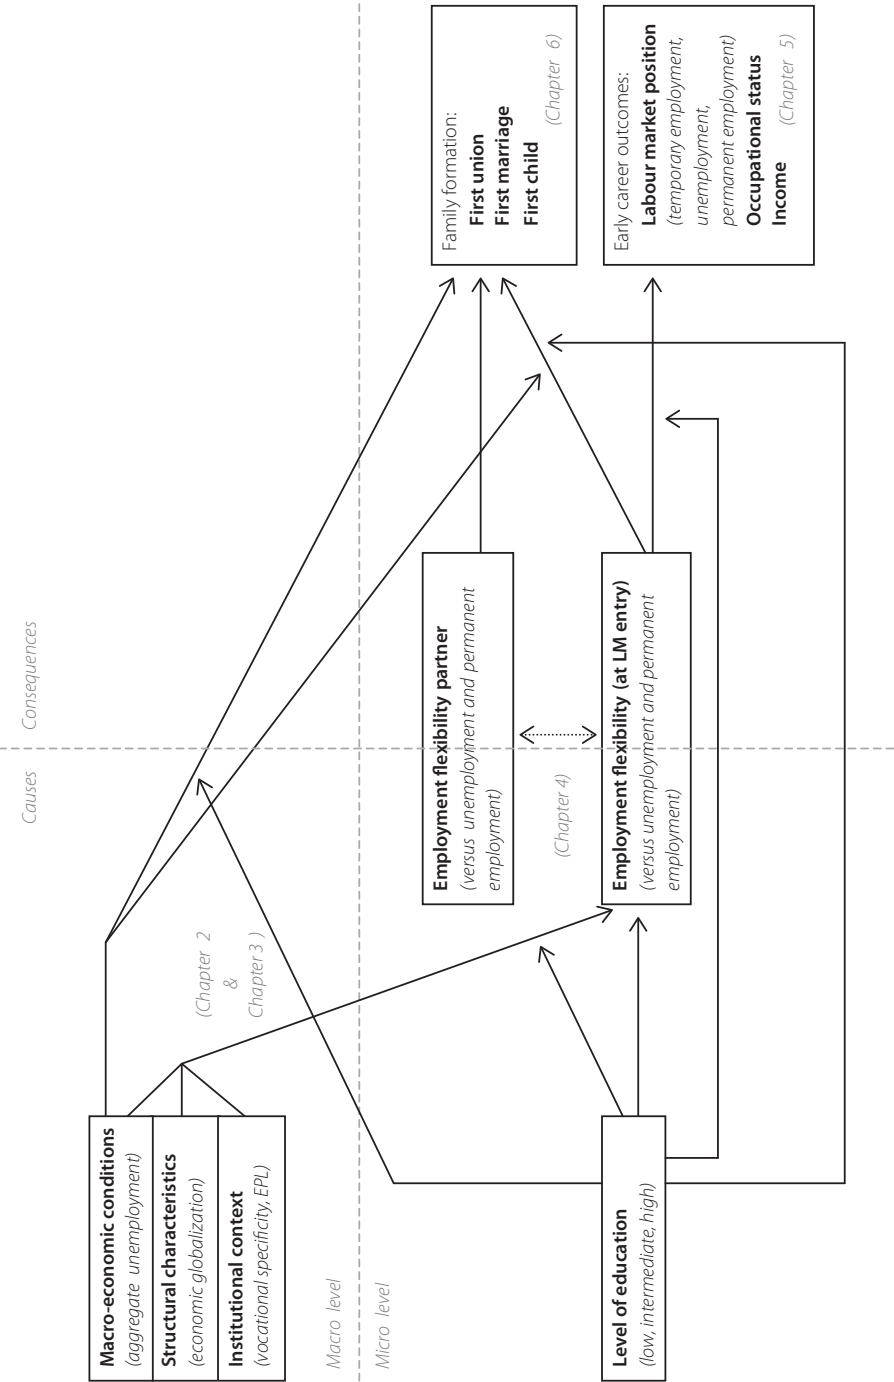 Causes
Consequences
Macro-economic conditions
(aggregate unemployment)
Structural characteristics
(economic globalization)
Institutional context
(vocational specificity, EPL)
(Chapter 2
&
Chapter 3 )
Macro level
Micro level
Employment flexibility partner
(versus unemployment and permanent
employment)
(Chapter 4)
Family formation:
First union
First marriage
First child
(Chapter 6)
Level of education
(low, intermediate, high)
Employment flexibility (at LM entry)
(versus unemployment and permanent
employment)
Early career outcomes:
Labour market position
(temporary employment,
unemployment,
permanent employment)
Occupational status
Income
(Chapter 5)